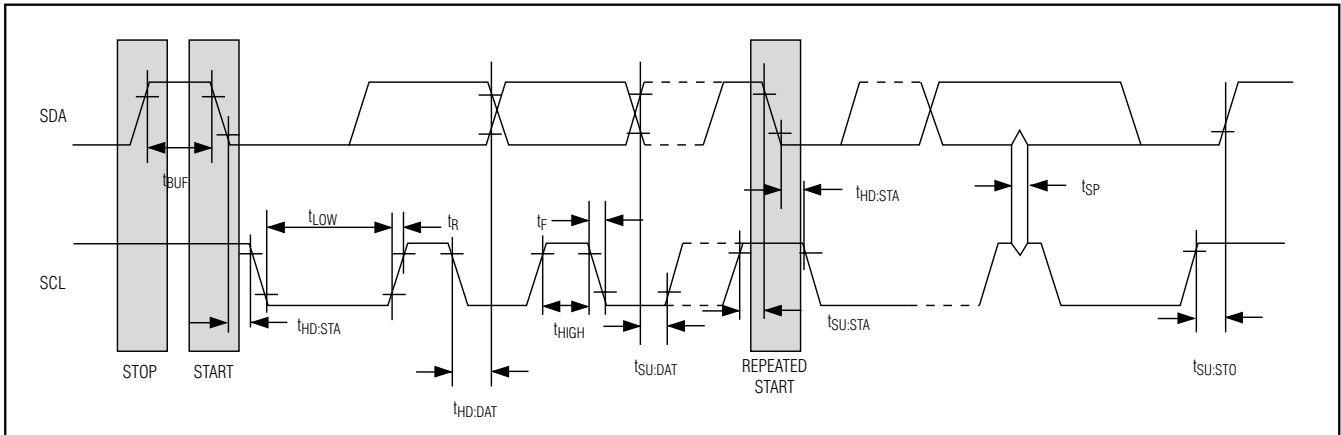 SDA
tBUF
tHD:STA
tSP
tLOW
tR
tF
SCL
tHD:STA
tHIGH
tSU:DAT
tSU:STA
tSU:STO
STOP
START
REPEATED
START
tHD:DAT